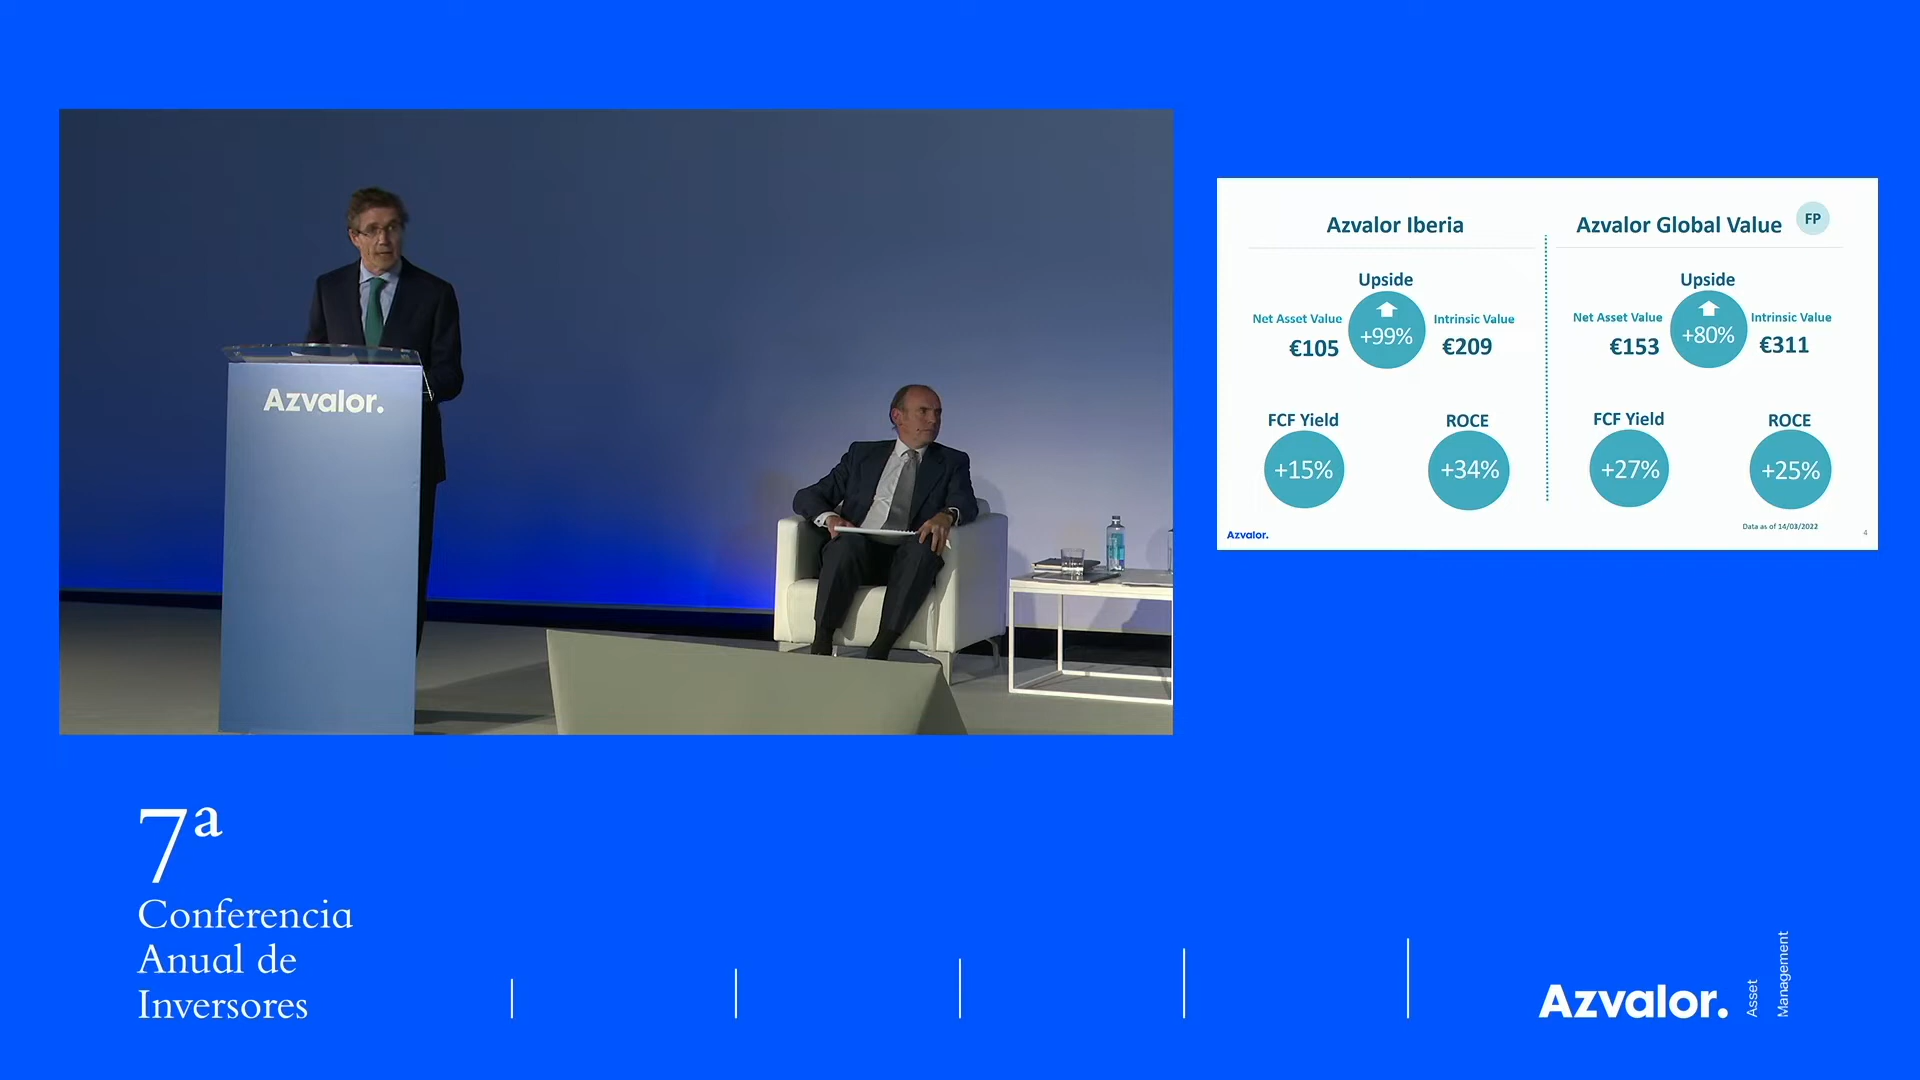 Azvalor.
Azvalor Iberia
Upside
Net Asset Value
€105
+99%
Intrinsic Value
€209
FCF Yield
+15%
ROCE
+34%
Azvalor Global Value
FP
Upside
Net Asset Value
€153
+80%
Intrinsic Value
€311
FCF Yield
+27%
ROCE
+25%
Data as of 14/03/2022
Azvalor.
4
7ª
Conferencia
Anual de
Inversores
Azvalor.
Asset
Management